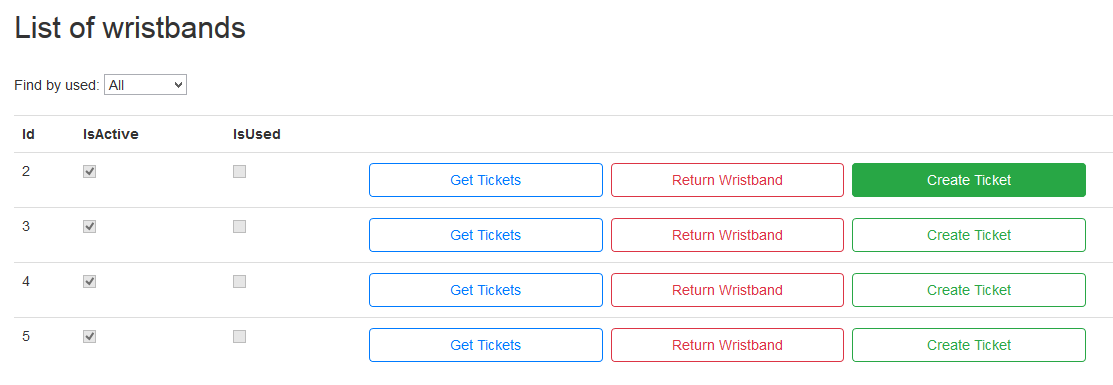 List of wristbands
Find by used: All
Id IsActive IsUsed
2 Get Tickets Return Wristband Create Ticket
3 Get Tickets Return Wristband Create Ticket
4 Get Tickets Return Wristband Create Ticket
5 Get Tickets Return Wristband Create Ticket